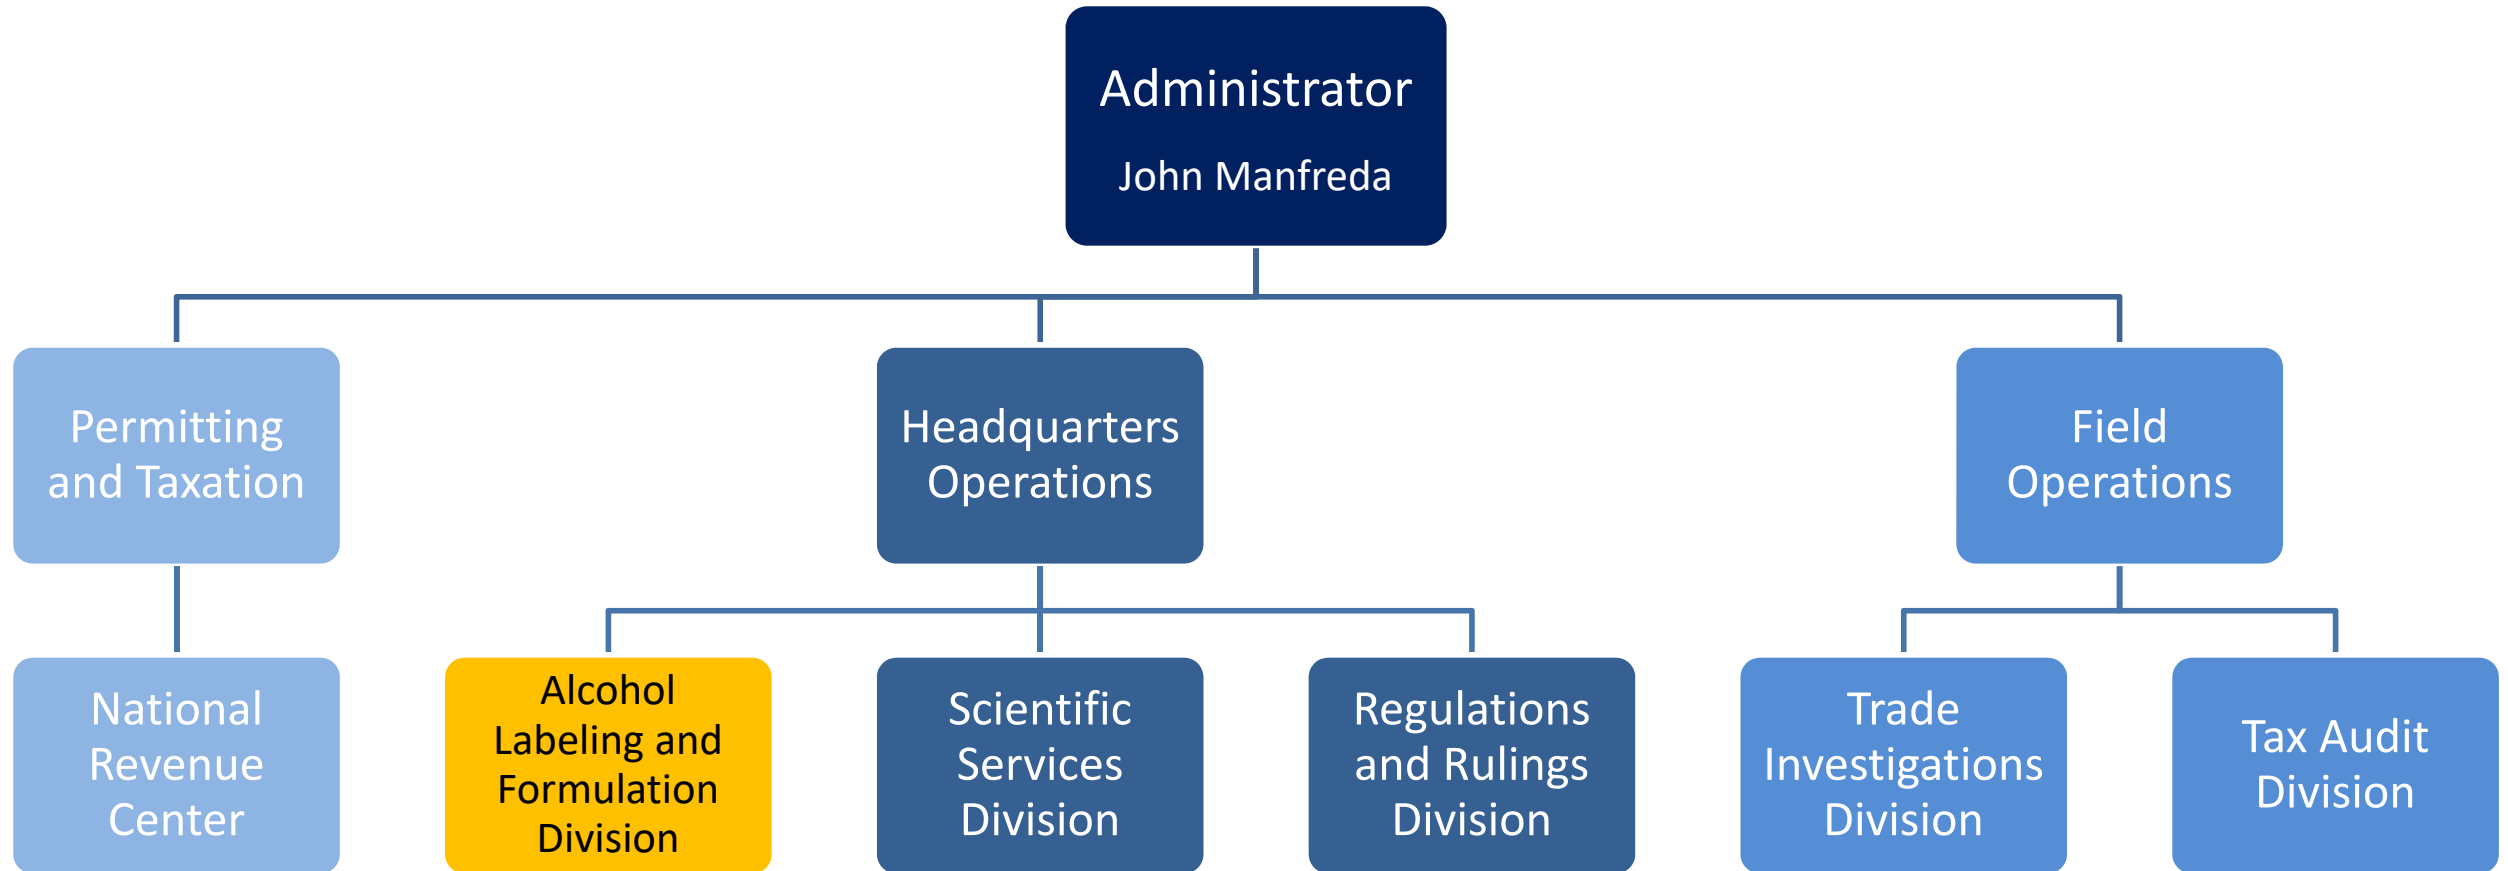 Administrator
John Manfreda
Permitting
and Taxation
Headquarters
Operations
Field
Operations
National
Revenue
Center
Alcohol
Labeling and
Formulation
Division
Scientific
Services
Division
Regulations
and Rulings
Division
Trade
Investigations
Division
Tax Audit
Division